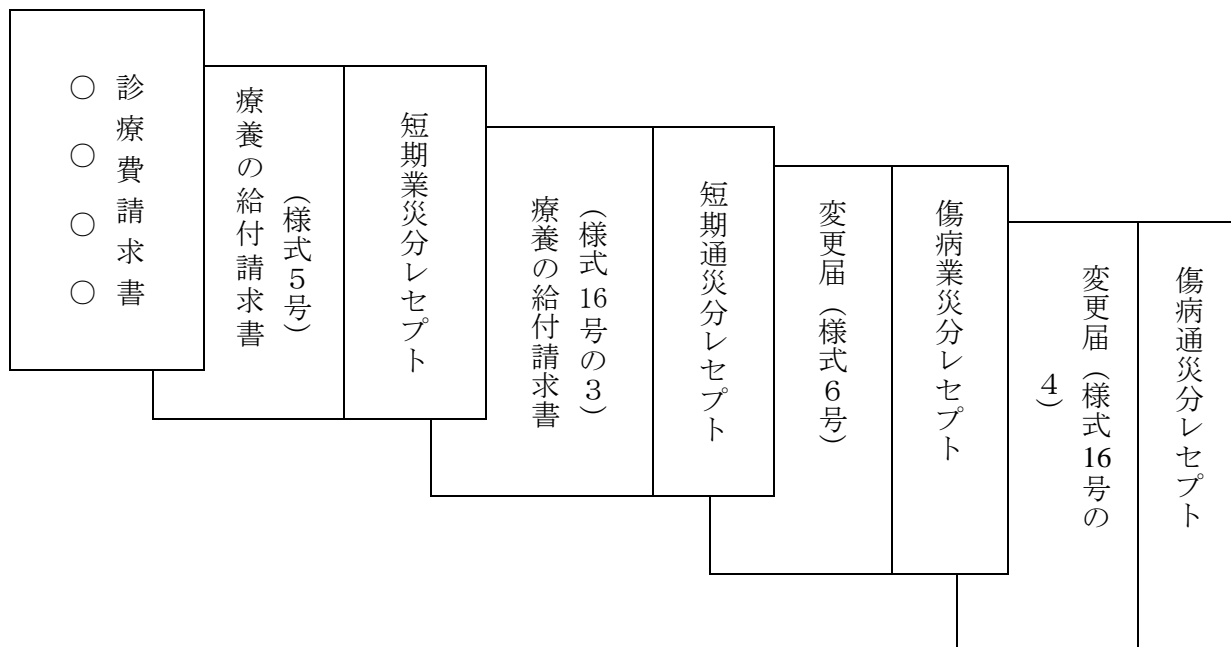 診療費請求書
〇〇〇〇
（様式５号）
療養の給付請求書
短期業災分レセプト
（様式16号の３）
療養の給付請求書
短期通災分レセプト
変更届（様式６号）
傷病業災分レセプト
変更届（様式16号の
４）
傷病通災分レセプト